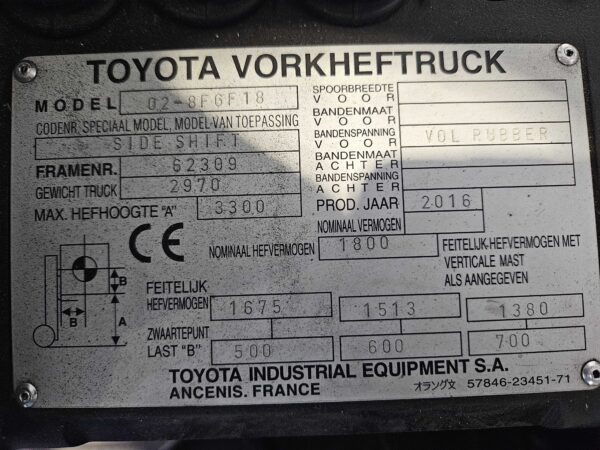 TOYOTA VORKHEFTRUCK
MODEL 02-8FGF18
CODENR, SPECIAAL MODEL, MODEL VAN TOEPASSING
SIDE SHIFT
FRAMENR. 62309
GEWICHT TRUCK 2970
MAX. HEFHOOGTE "A" 3300
SPOORBREEDTE
VOOR
BANDENMAAT
VOOR
BANDENSPANNING VOL RUBBER
VOOR
BANDENMAAT
ACHTER
BANDENSPANNING
ACHTER
PROD. JAAR 2016
NOMINAAL VERMOGEN
CE
NOMINAAL HEFVERMOGEN 1800
FEITELIJK-HEFVERMOGEN MET
VERTICALE MAST
ALS AANGEGEVEN
B
B
A
FEITELIJK
HEFVERMOGEN 1675 1513 1380
ZWAARTEPUNT
LAST "B" 500 600 700
TOYOTA INDUSTRIAL EQUIPMENT S.A.
ANCENIS. FRANCE
オラング文 57846-23451-71